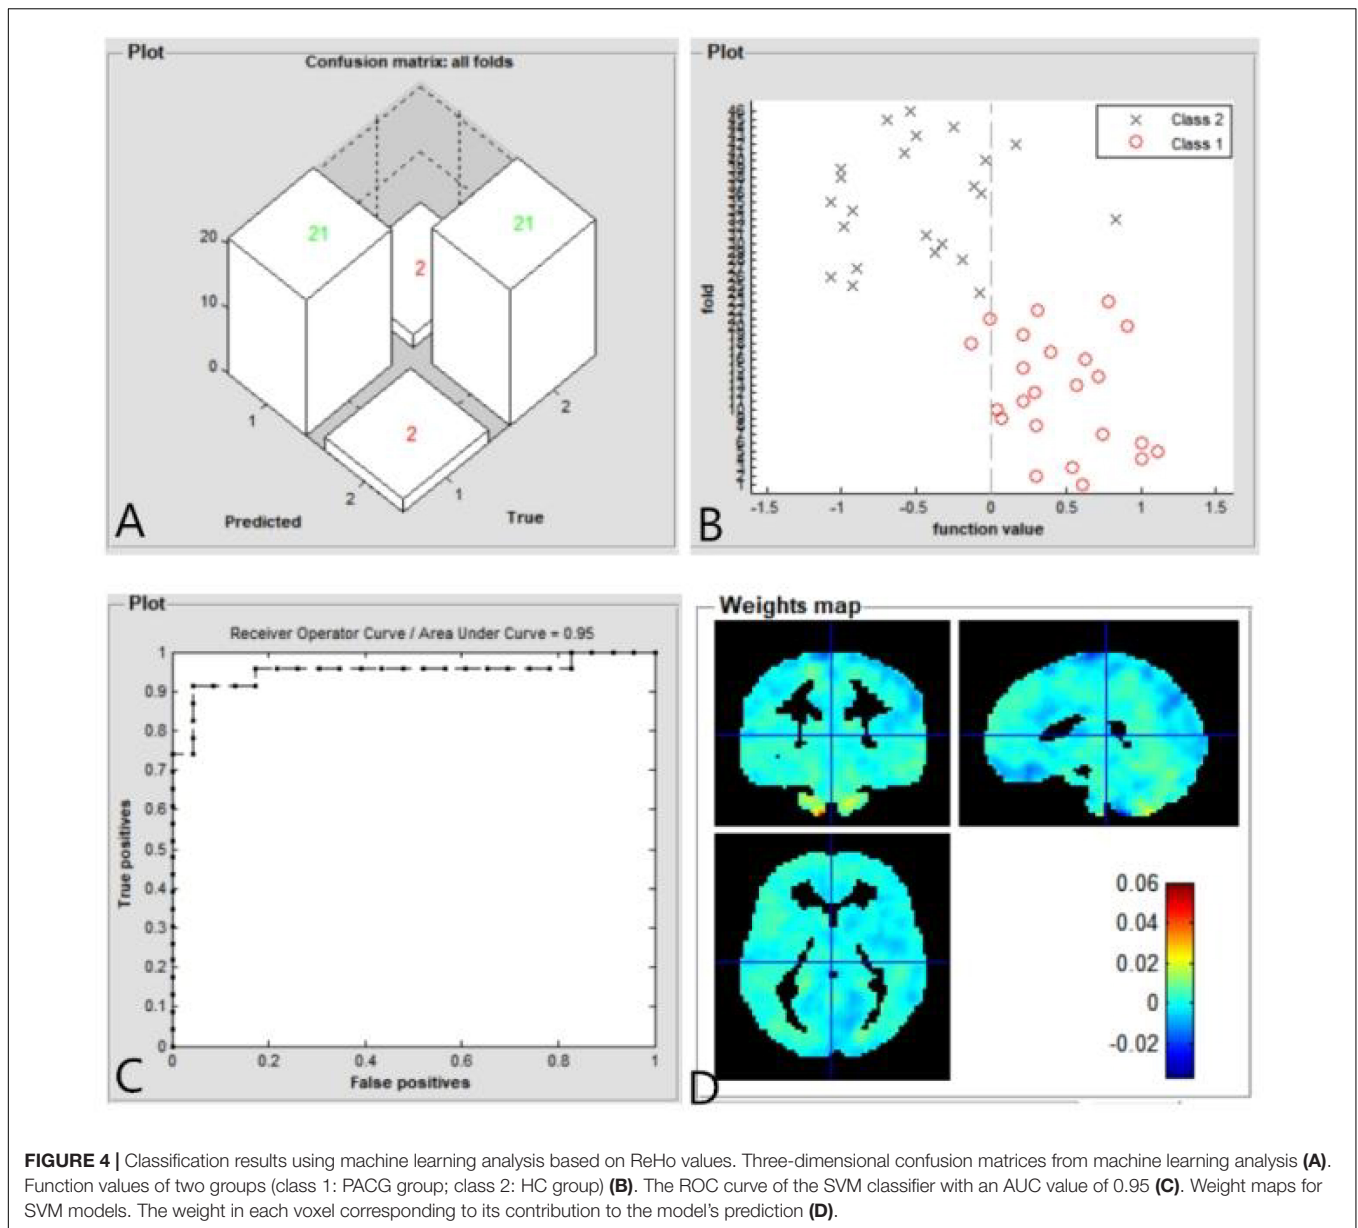 Plot
Confusion matrix: all folds
21
21
2
2
20
10
0
1
2
1
2
Predicted
True
A
Plot
46
Class 2
Class 1
fold
-1.5
-1
-0.5
0
0.5
1
1.5
function value
B
Plot
Receiver Operator Curve / Area Under Curve = 0.95
1
0.9
0.8
0.7
0.6
0.5
0.4
0.3
0.2
0.1
0
0
0.2
0.4
0.6
0.8
1
True positives
False positives
C
Weights map
0.06
0.04
0.02
0
-0.02
D
FIGURE 4 | Classification results using machine learning analysis based on ReHo values. Three-dimensional confusion matrices from machine learning analysis (A).
Function values of two groups (class 1: PACG group; class 2: HC group) (B). The ROC curve of the SVM classifier with an AUC value of 0.95 (C). Weight maps for
SVM models. The weight in each voxel corresponding to its contribution to the model's prediction (D).